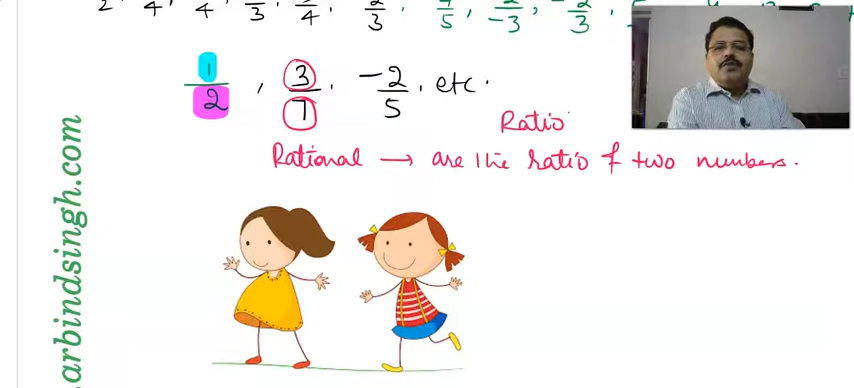 1/2, 3/7, -2/5, etc.
Ratio
Rational → are the ratio of two numbers.
arbindsingh.com